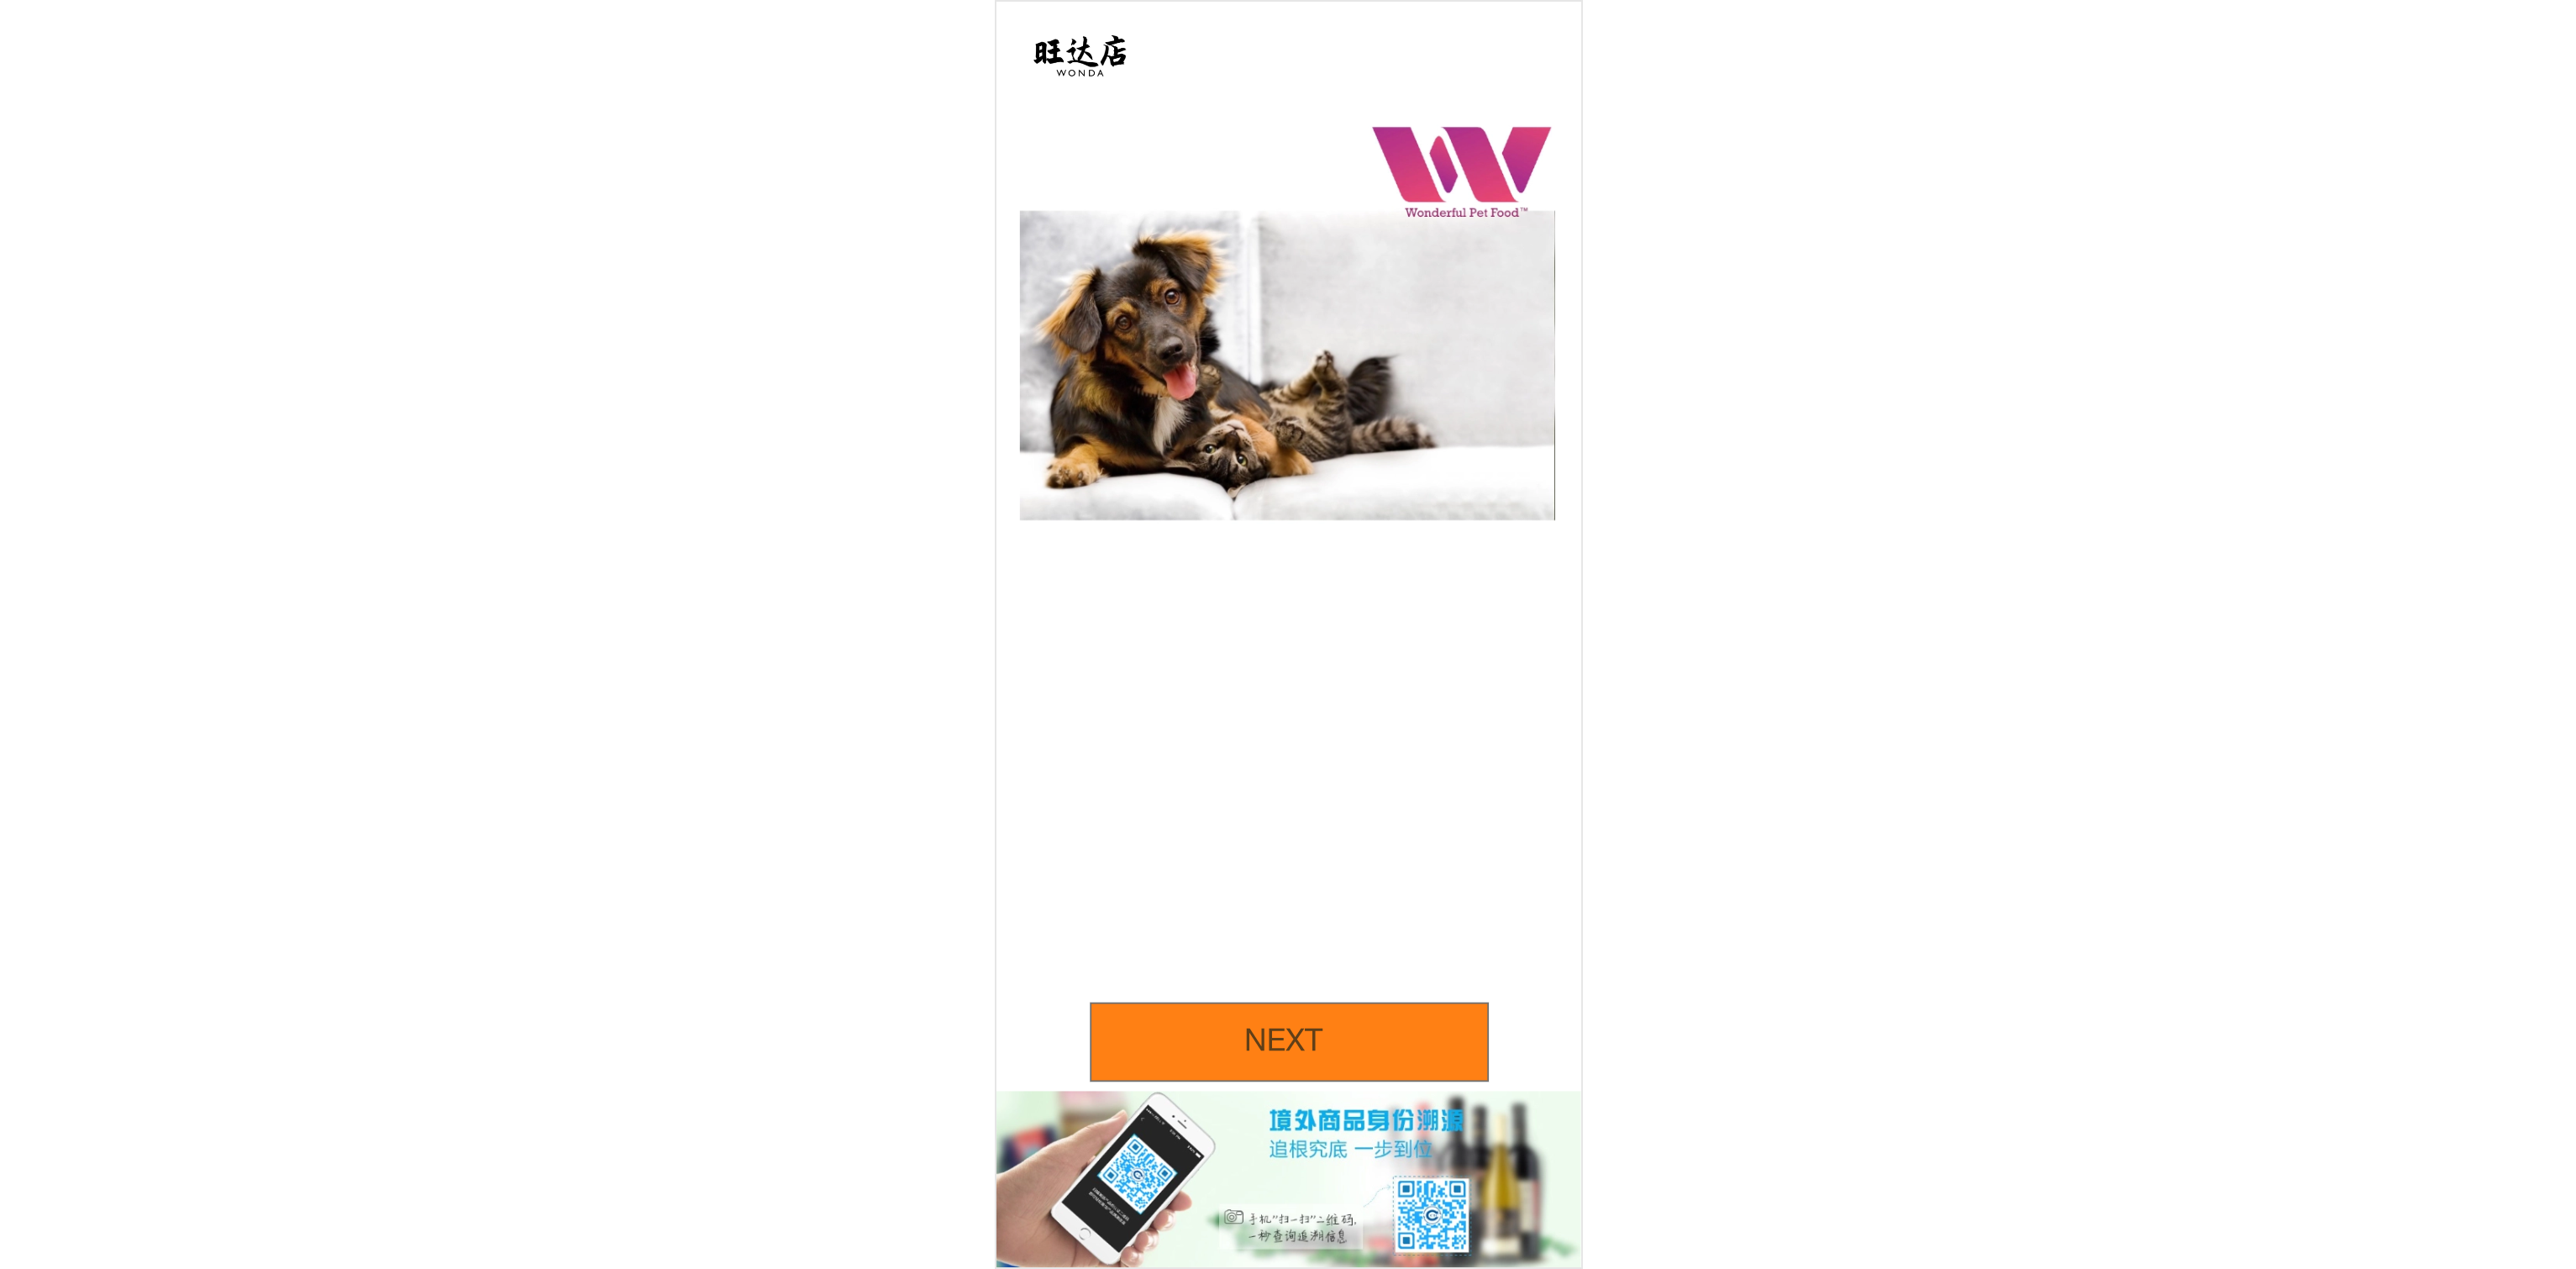 旺达店
WONDA
Wonderful Pet Food™
NEXT
境外商品身份溯源
追根究底 一步到位
手机"扫一扫"二维码,
一秒查询追溯信息